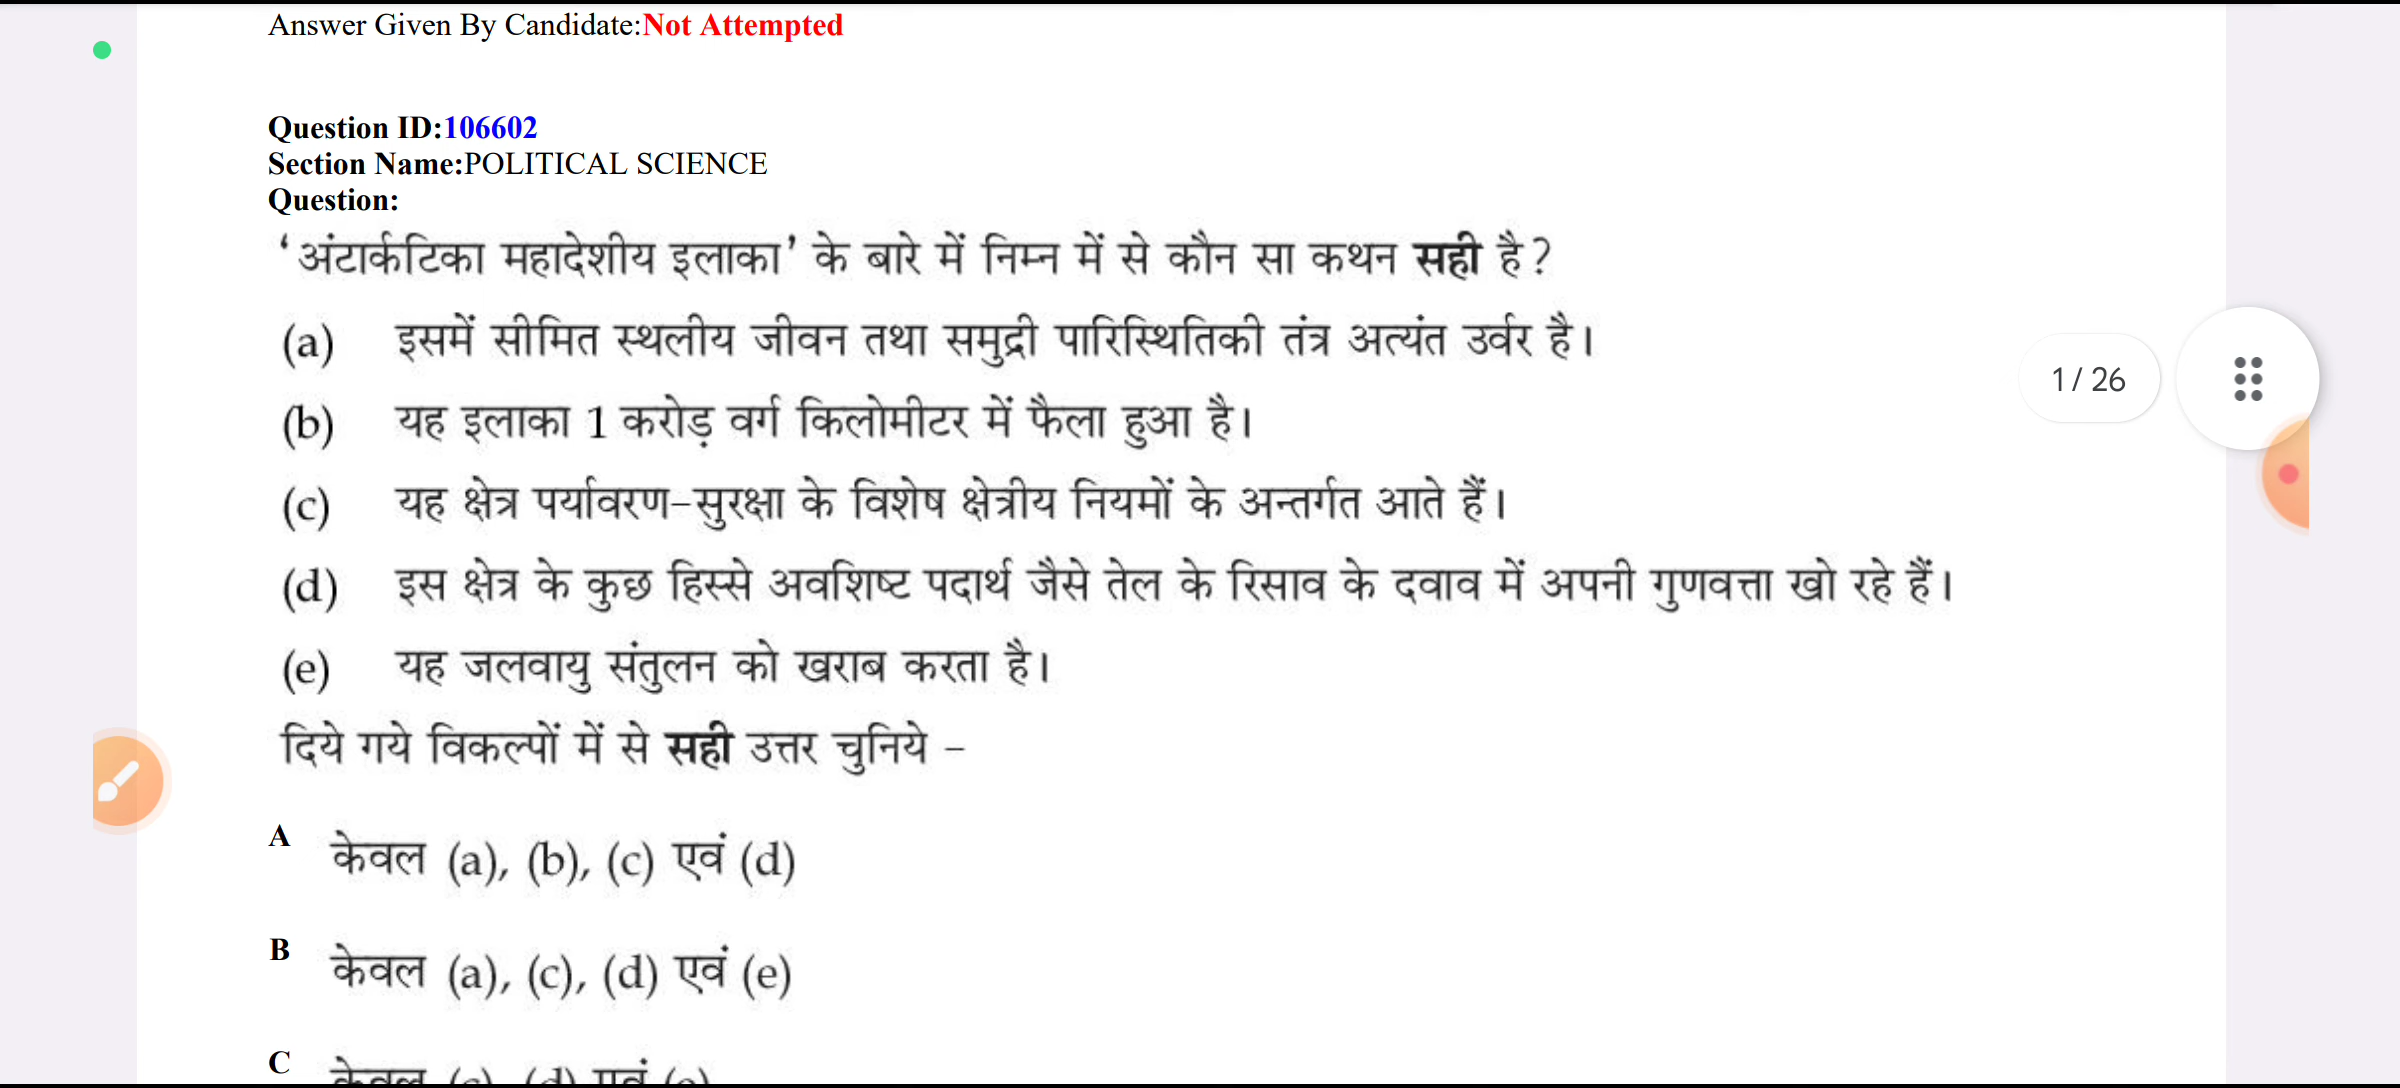 Answer Given By Candidate:Not Attempted
Question ID:106602
Section Name:POLITICAL SCIENCE
Question:
'अंटार्कटिका महादेशीय इलाका' के बारे में निम्न में से कौन सा कथन सही है?
(a) इसमें सीमित स्थलीय जीवन तथा समुद्री पारिस्थितिकी तंत्र अत्यंत उर्वर है।
(b) यह इलाका 1 करोड़ वर्ग किलोमीटर में फैला हुआ है।
1/ 26
(c) यह क्षेत्र पर्यावरण-सुरक्षा के विशेष क्षेत्रीय नियमों के अन्तर्गत आते हैं।
(d) इस क्षेत्र के कुछ हिस्से अवशिष्ट पदार्थ जैसे तेल के रिसाव के दवाव में अपनी गुणवत्ता खो रहे हैं।
(e) यह जलवायु संतुलन को खराब करता है।
दिये गये विकल्पों में से सही उत्तर चुनिये -
A केवल (a), (b), (c) एवं (d)
B केवल (a), (c), (d) एवं (e)
C केवल